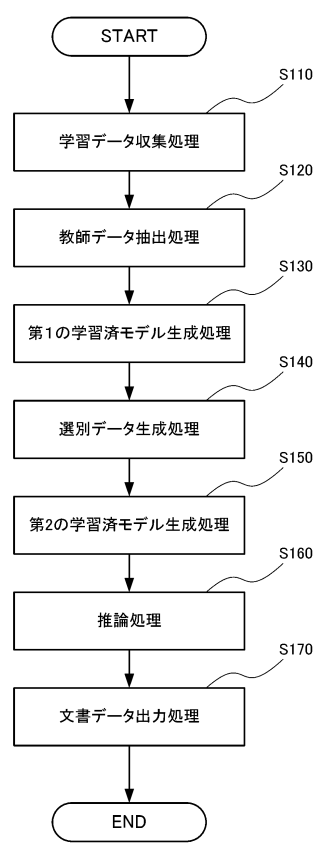 START
S110
学習データ収集処理
S120
教師データ抽出処理
S130
第1の学習済モデル生成処理
S140
選別データ生成処理
S150
第2の学習済モデル生成処理
S160
推論処理
S170
文書データ出力処理
END